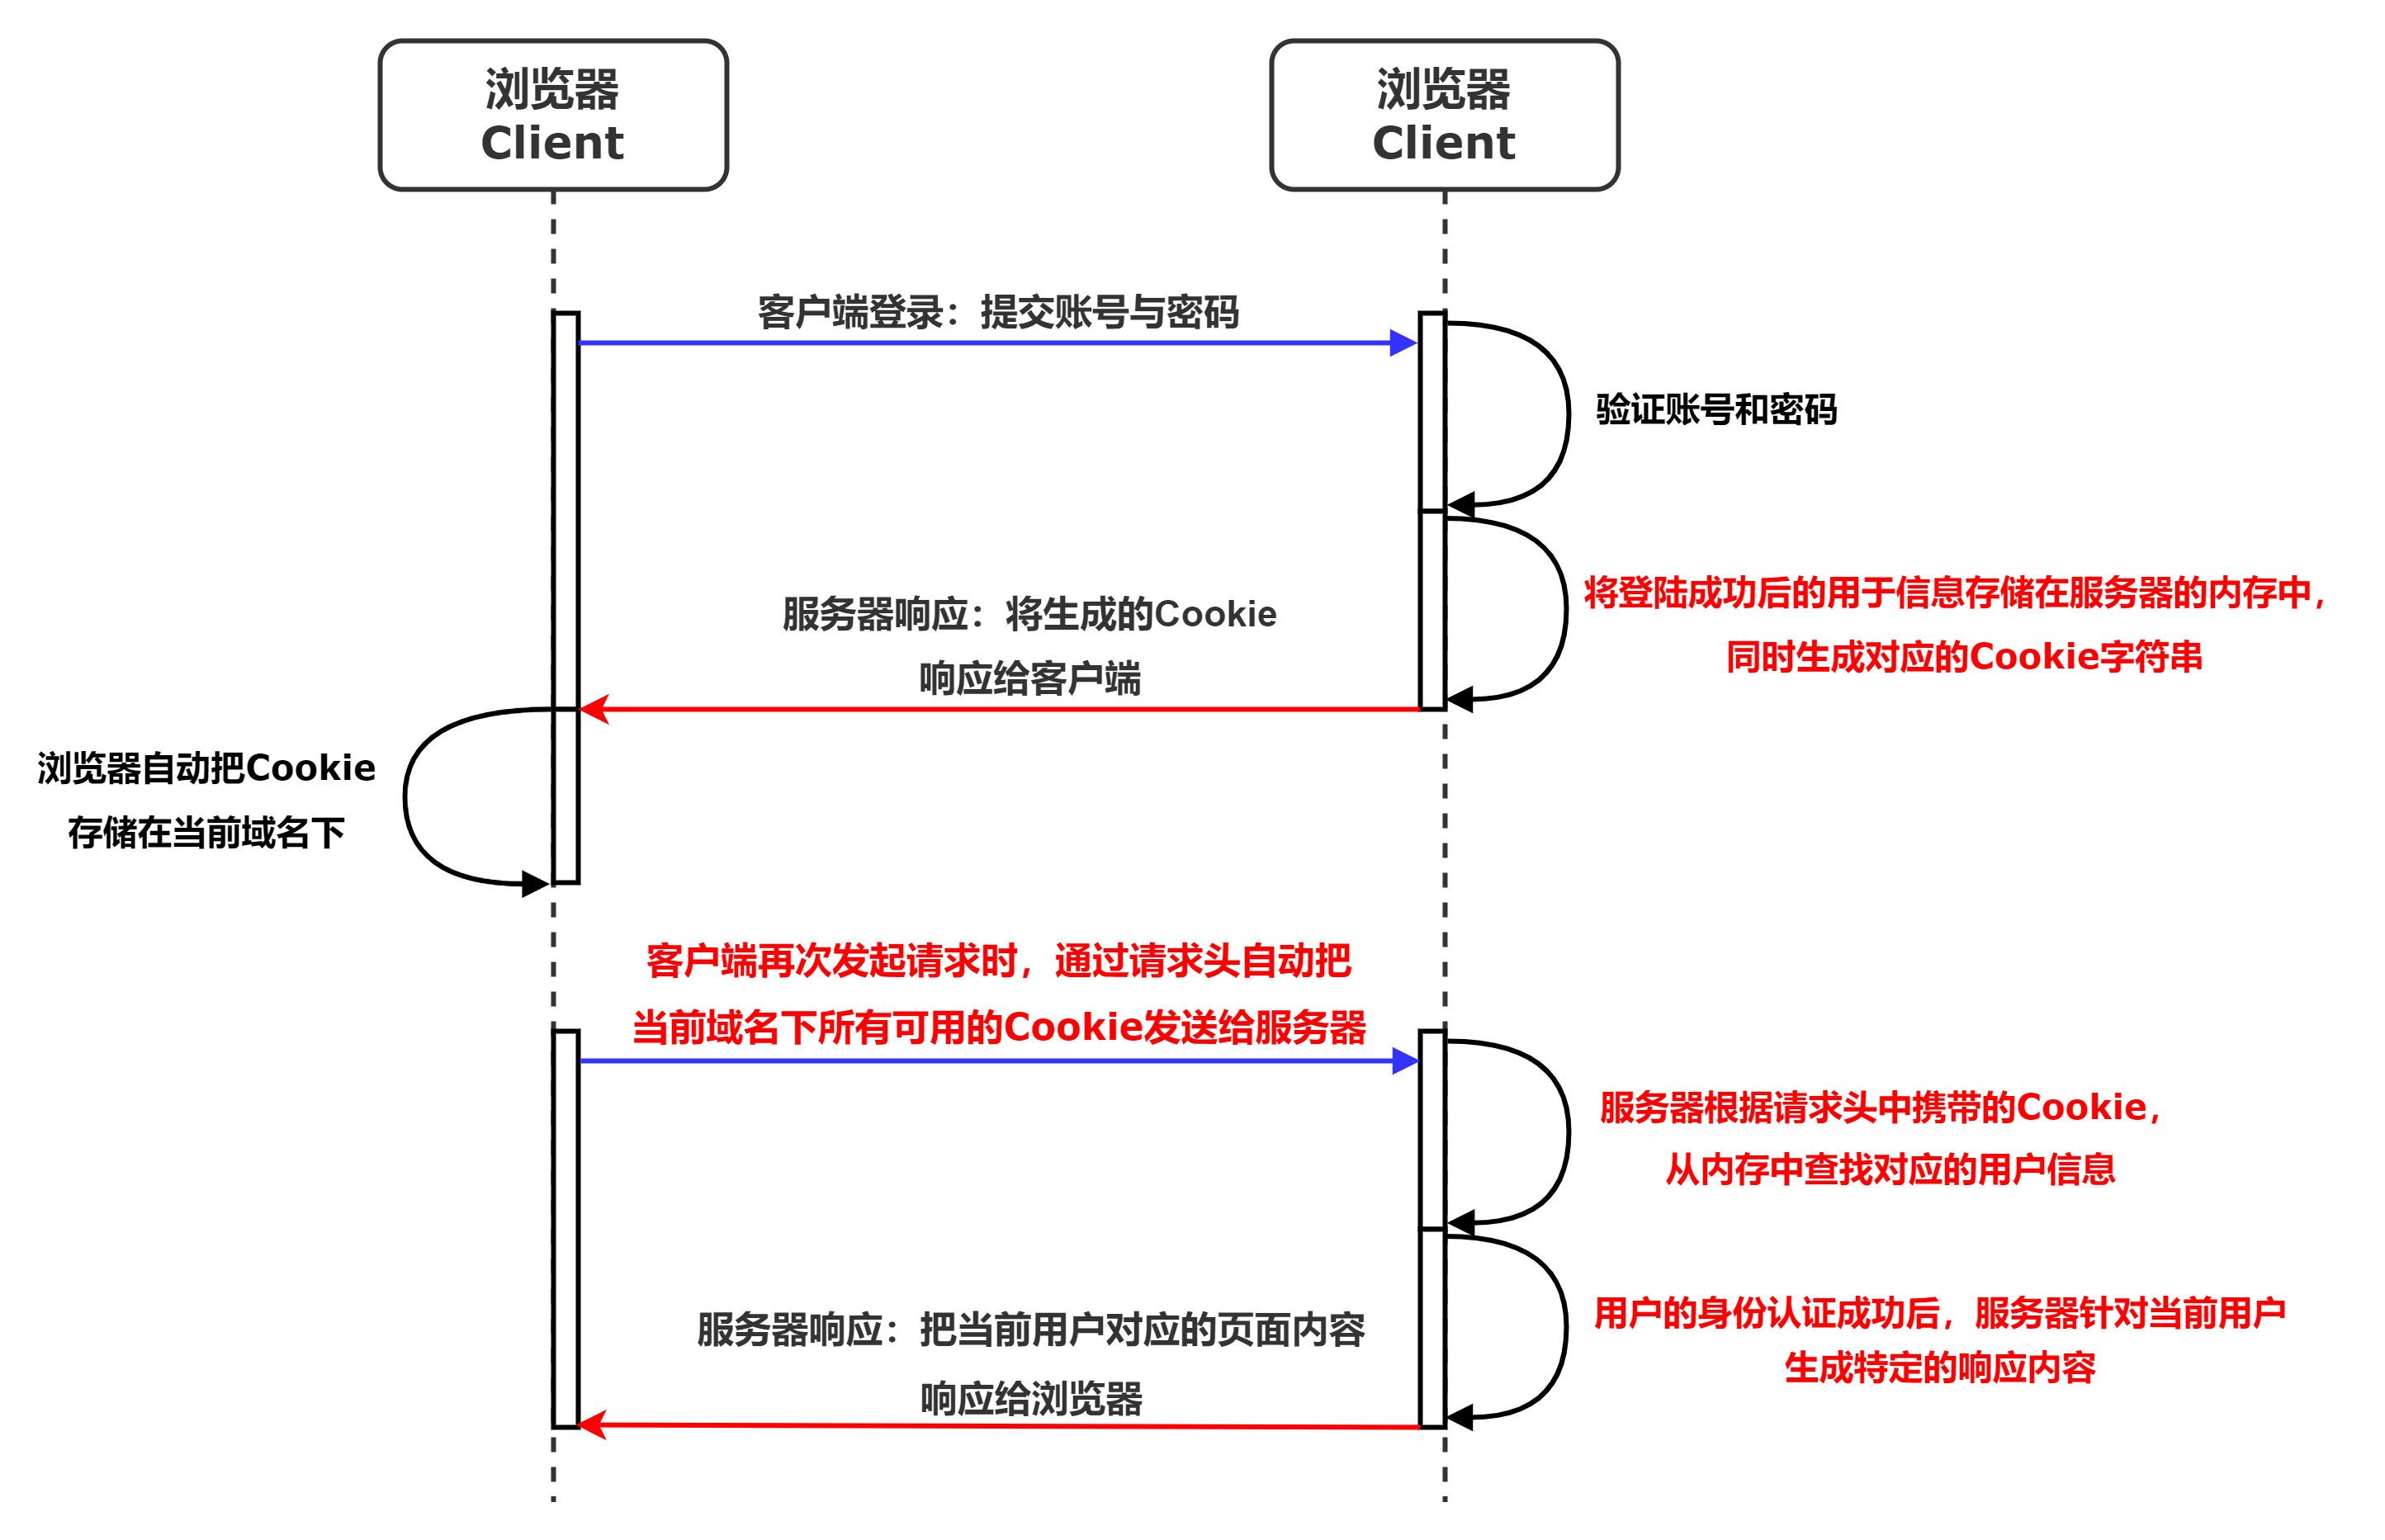 浏览器
Client
浏览器
Client
客户端登录：提交账号与密码
验证账号和密码
将登陆成功后的用于信息存储在服务器的内存中，
同时生成对应的Cookie字符串
服务器响应：将生成的Cookie
响应给客户端
浏览器自动把Cookie
存储在当前域名下
客户端再次发起请求时，通过请求头自动把
当前域名下所有可用的Cookie发送给服务器
服务器根据请求头中携带的Cookie，
从内存中查找对应的用户信息
用户的身份认证成功后，服务器针对当前用户
生成特定的响应内容
服务器响应：把当前用户对应的页面内容
响应给浏览器